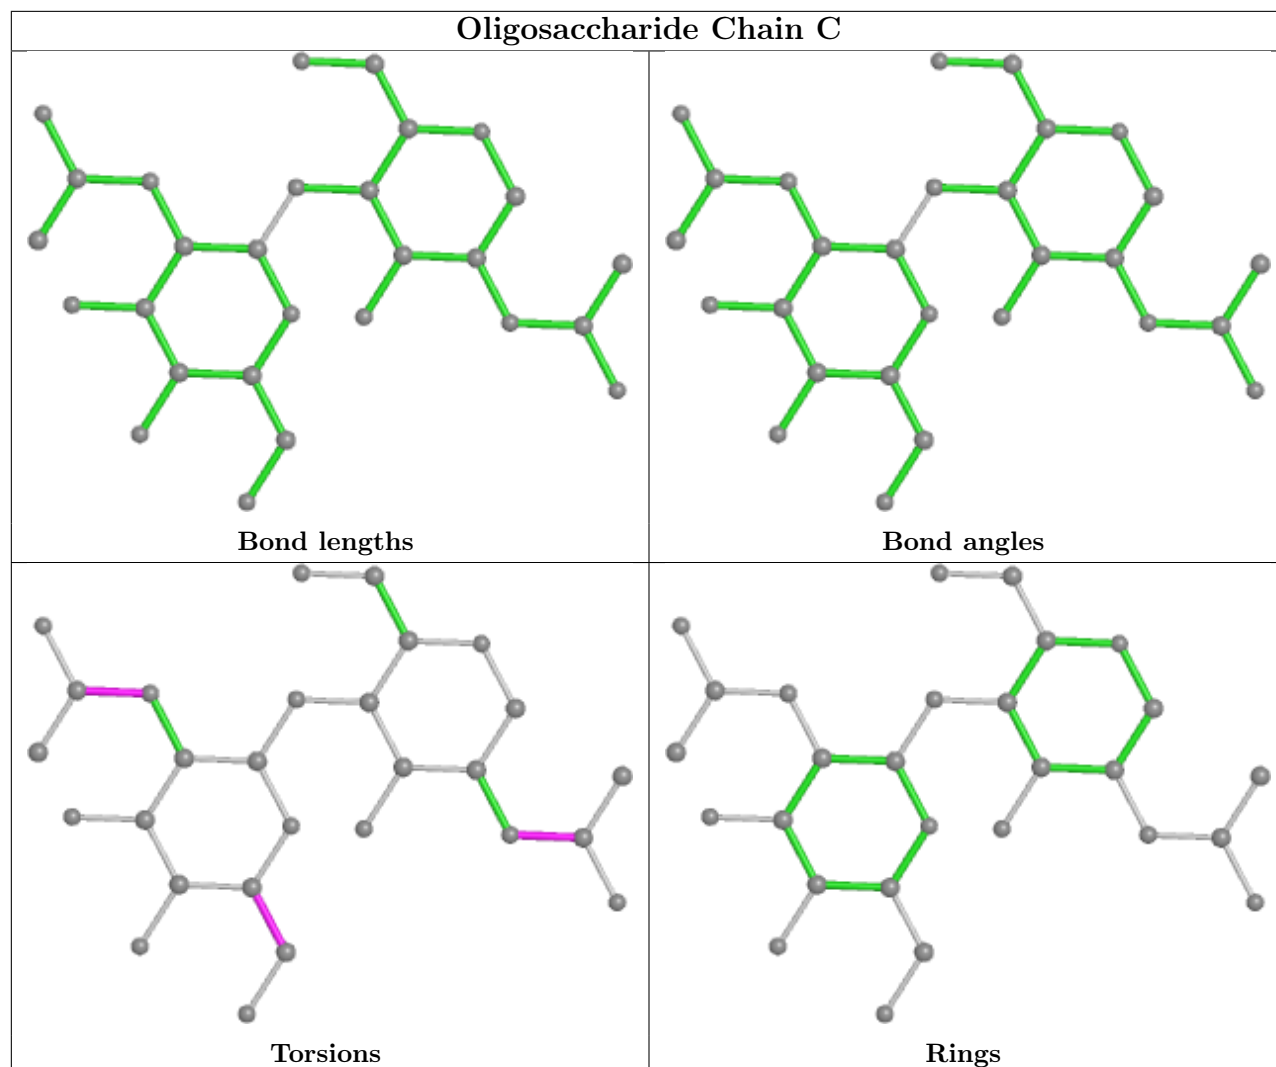 Oligosaccharide Chain C
Bond lengths
Bond angles
Torsions
Rings